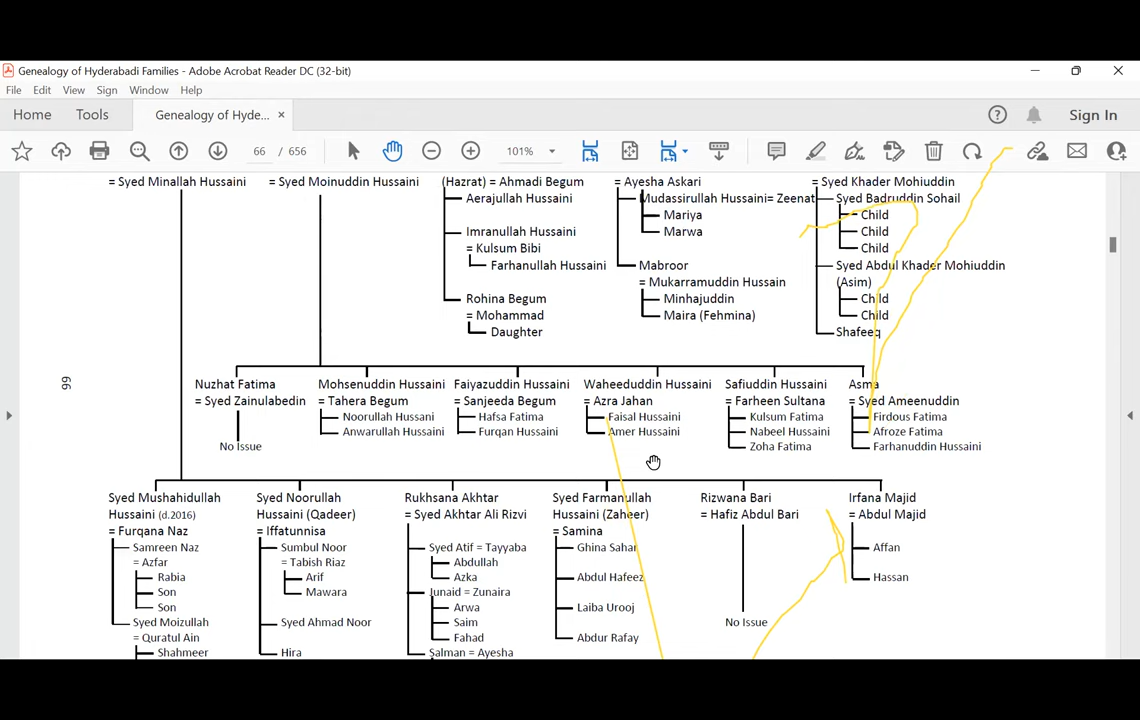 Genealogy of Hyderabadi Families - Adobe Acrobat Reader DC (32-bit)
File Edit View Sign Window Help
Home Tools Genealogy of Hyde... × Sign In
66 / 656 101%
= Syed Minallah Hussaini = Syed Moinuddin Hussaini (Hazrat) = Ahmadi Begum = Ayesha Askari = Syed Khader Mohiuddin
Aerajullah Hussaini Mudassirullah Hussaini= Zeenat Syed Badruddin Sohail
Mariya Child
Imranullah Hussaini Marwa Child
= Kulsum Bibi Child
Farhanullah Hussaini Mabroor Syed Abdul Khader Mohiuddin
= Mukarramuddin Hussain (Asim)
Rohina Begum Minhajuddin Child
= Mohammad Maira (Fehmina) Child
Daughter Shafeeq
66
Nuzhat Fatima Mohsenuddin Hussaini Faiyazuddin Hussaini Waheeduddin Hussaini Safiuddin Hussaini Asma
= Syed Zainulabedin = Tahera Begum = Sanjeeda Begum = Azra Jahan = Farheen Sultana = Syed Ameenuddin
Noorullah Hussani Hafsa Fatima Faisal Hussaini Kulsum Fatima Firdous Fatima
Anwarullah Hussaini Furqan Hussaini Amer Hussaini Nabeel Hussaini Afroze Fatima
No Issue Zoha Fatima Farhanuddin Hussaini
Syed Mushahidullah Syed Noorullah Rukhsana Akhtar Syed Farmanullah Rizwana Bari Irfana Majid
Hussaini (d.2016) Hussaini (Qadeer) = Syed Akhtar Ali Rizvi Hussaini (Zaheer) = Hafiz Abdul Bari = Abdul Majid
= Furqana Naz = Iffatunnisa = Samina
Samreen Naz Sumbul Noor Syed Atif = Tayyaba Ghina Sahar Affan
= Azfar = Tabish Riaz Abdullah
Rabia Arif Azka Abdul Hafeez Hassan
Son Mawara Junaid = Zunaira
Son Arwa Laiba Urooj
Syed Moizullah Syed Ahmad Noor Saim No Issue
= Quratul Ain Fahad Abdur Rafay
Shahmeer Hira Salman = Ayesha